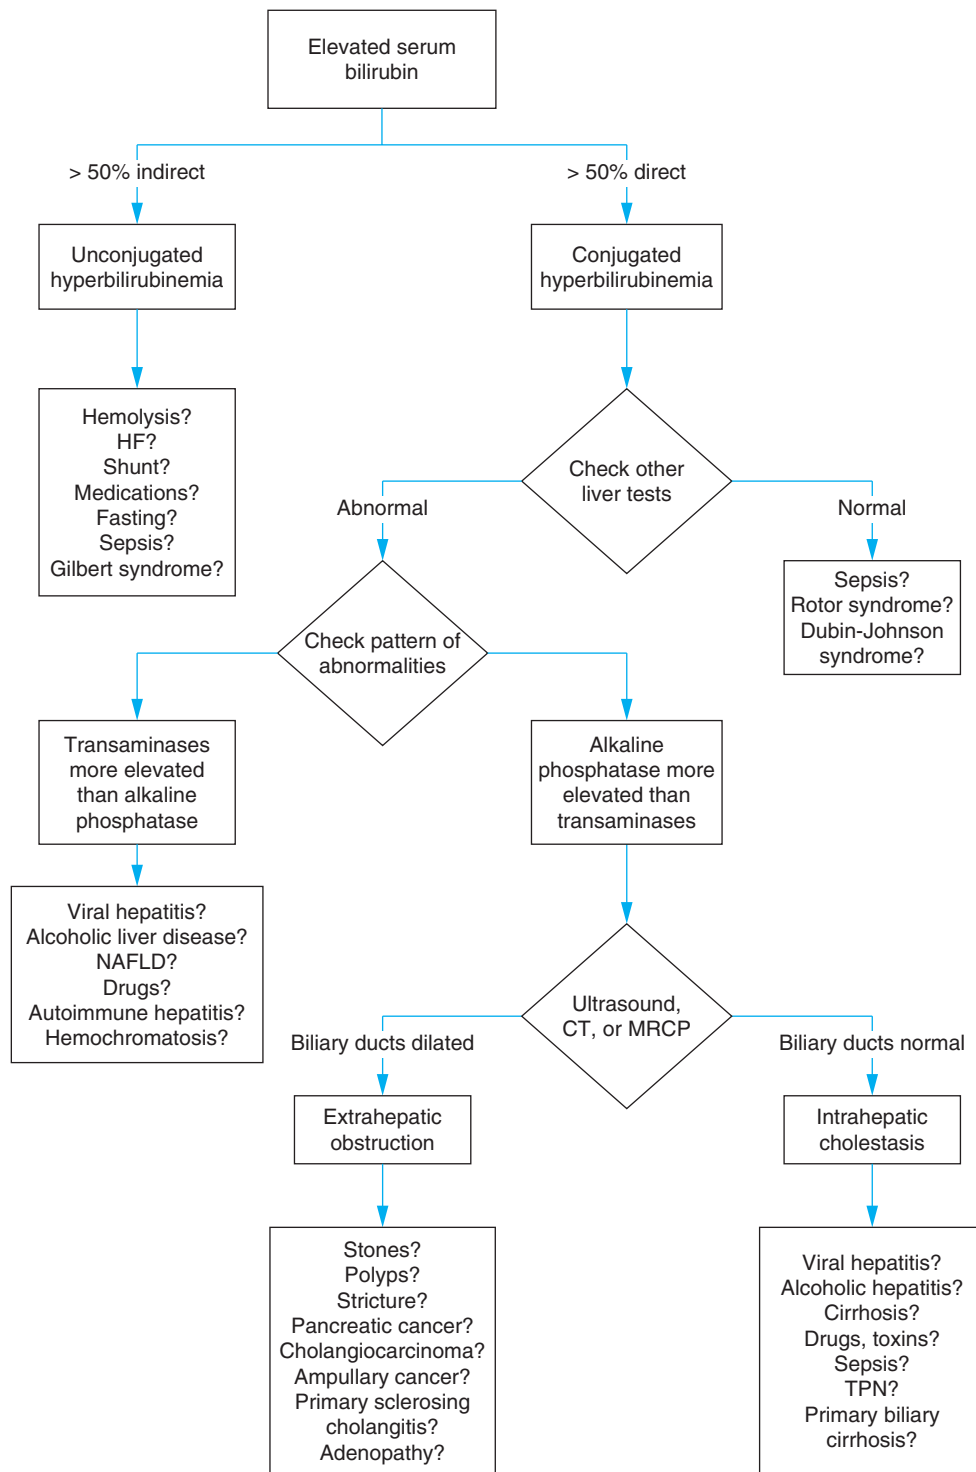 Elevated serum
bilirubin
> 50% indirect
> 50% direct
Unconjugated
hyperbilirubinemia
Conjugated
hyperbilirubinemia
Hemolysis?
HF?
Shunt?
Medications?
Fasting?
Sepsis?
Gilbert syndrome?
Check other
liver tests
Abnormal
Normal
Sepsis?
Rotor syndrome?
Dubin-Johnson
syndrome?
Check pattern of
abnormalities
Transaminases
more elevated
than alkaline
phosphatase
Alkaline
phosphatase more
elevated than
transaminases
Viral hepatitis?
Alcoholic liver disease?
NAFLD?
Drugs?
Autoimmune hepatitis?
Hemochromatosis?
Ultrasound,
CT, or MRCP
Biliary ducts dilated
Biliary ducts normal
Extrahepatic
obstruction
Intrahepatic
cholestasis
Stones?
Polyps?
Stricture?
Pancreatic cancer?
Cholangiocarcinoma?
Ampullary cancer?
Primary sclerosing
cholangitis?
Adenopathy?
Viral hepatitis?
Alcoholic hepatitis?
Cirrhosis?
Drugs, toxins?
Sepsis?
TPN?
Primary biliary
cirrhosis?